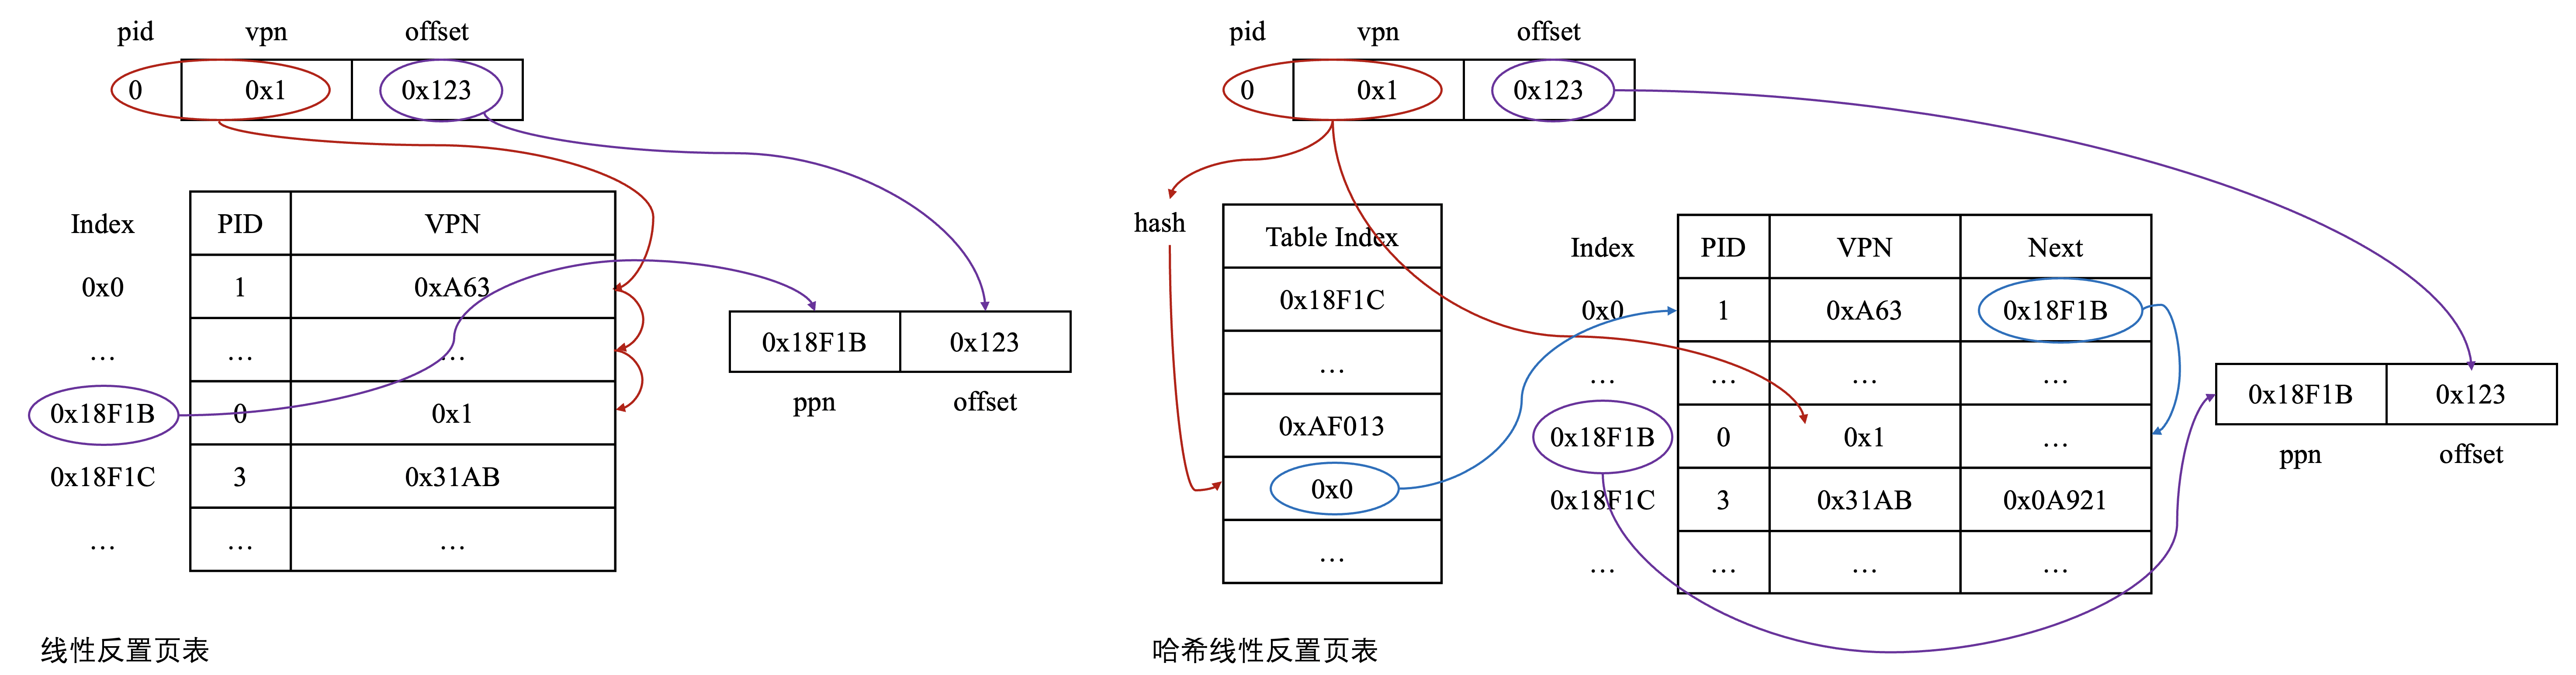 pid vpn offset
0 0x1 0x123
Index PID VPN
0x0 1 0xA63
... ... ...
0x18F1B 0 0x1
0x18F1C 3 0x31AB
... ... ...
0x18F1B 0x123
ppn offset
线性反置页表
pid vpn offset
0 0x1 0x123
hash
Table Index
0x18F1C
...
0xAF013
0x0
...
Index PID VPN Next
0x0 1 0xA63 0x18F1B
... ... ... ...
0x18F1B 0 0x1 ...
0x18F1C 3 0x31AB 0x0A921
... ... ... ...
0x18F1B 0x123
ppn offset
哈希线性反置页表